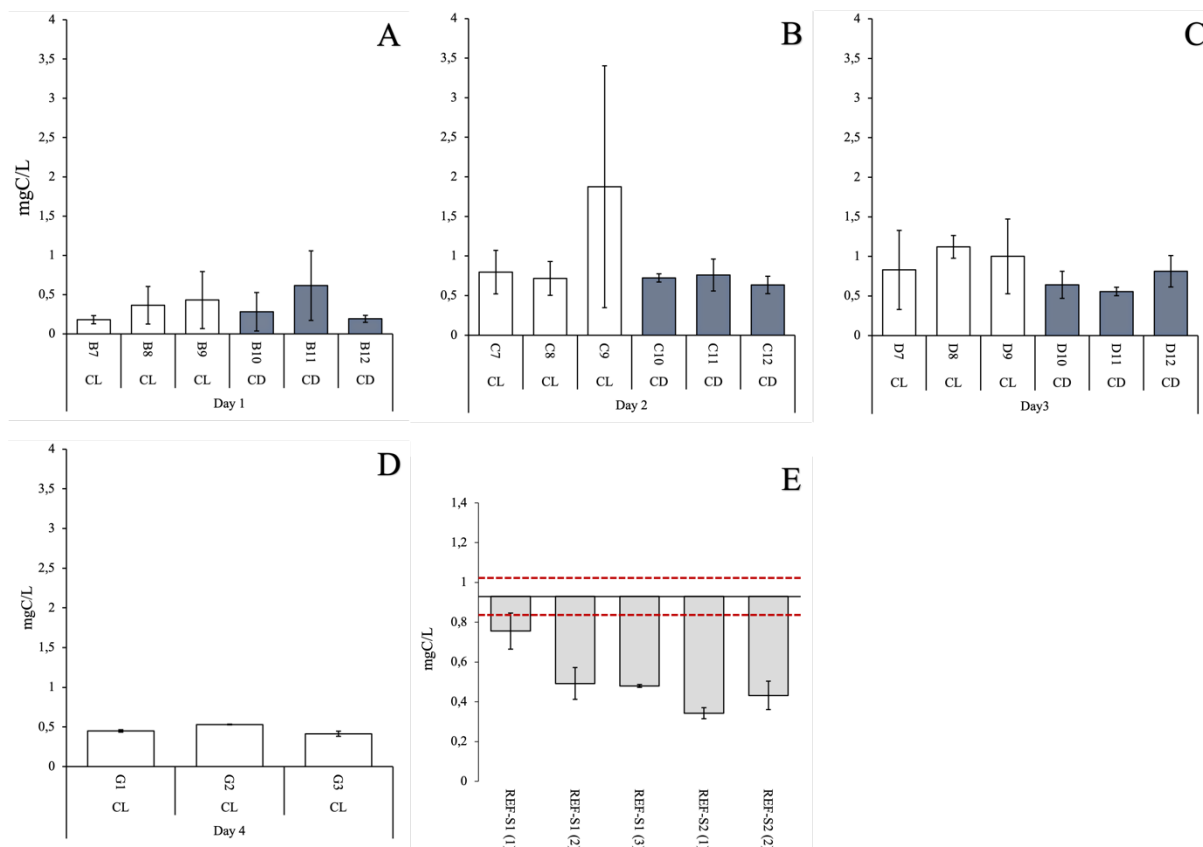 A
mgC/L
4
3,5
3
2,5
2
1,5
1
0,5
0
B7 B8 B9 B10 B11 B12
CL CL CL CD CD CD
Day 1
B
4
3,5
3
2,5
2
1,5
1
0,5
0
C7 C8 C9 C10 C11 C12
CL CL CL CD CD CD
Day 2
C
4
3,5
3
2,5
2
1,5
1
0,5
0
D7 D8 D9 D10 D11 D12
CL CL CL CD CD CD
Day3
D
mgC/L
4
3,5
3
2,5
2
1,5
1
0,5
0
G1 G2 G3
CL CL CL
Day 4
E
mgC/L
1,4
1,2
1
0,8
0,6
0,4
0,2
0
REF-S1 (1)
REF-S1 (2)
REF-S1 (3)
REF-S2 (1)
REF-S2 (2)